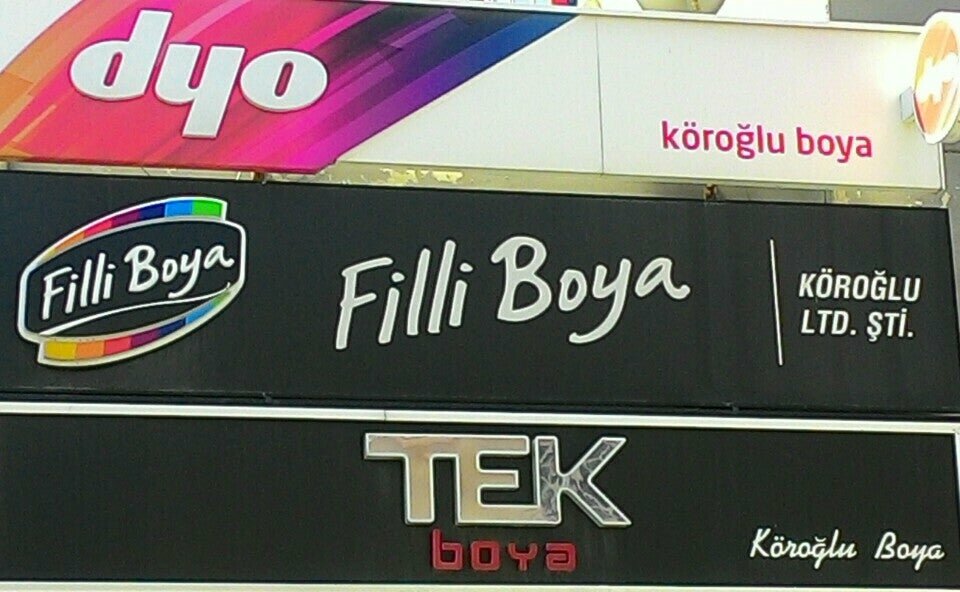 dyo
köroğlu boya
Filli Boya
Filli Boya
KÖROĞLU
LTD. ŞTİ.
TEK
boya
Köroğlu Boya